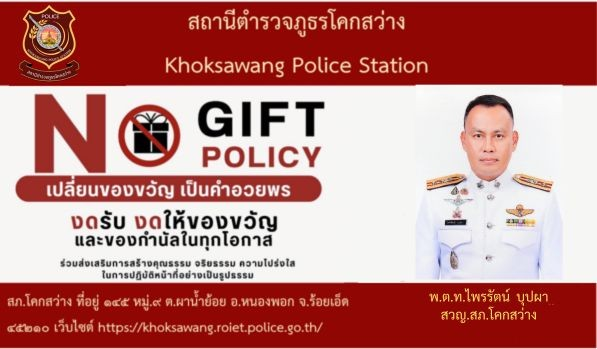 สถานีตำรวจภูธรโคกสว่าง
Khoksawang Police Station
POLICE
NO GIFT
POLICY
เปลี่ยนของขวัญ เป็นคำอวยพร
งดรับ งดให้ของขวัญ
และของกำนัลในทุกโอกาส
ร่วมส่งเสริมการสร้างคุณธรรม จริยธรรม ความโปร่งใส
ในการปฏิบัติหน้าที่อย่างเป็นรูปธรรม
พ.ต.ท.ไพรรัตน์ บุปผา
สวญ.สภ.โคกสว่าง
สภ.โคกสว่าง ที่อยู่ ๑๔๕ หมู่.๙ ต.ผาน้ำย้อย อ.หนองพอก จ.ร้อยเอ็ด
๔๕๒๑๐ เว็บไซต์ https://khoksawang.roiet.police.go.th/